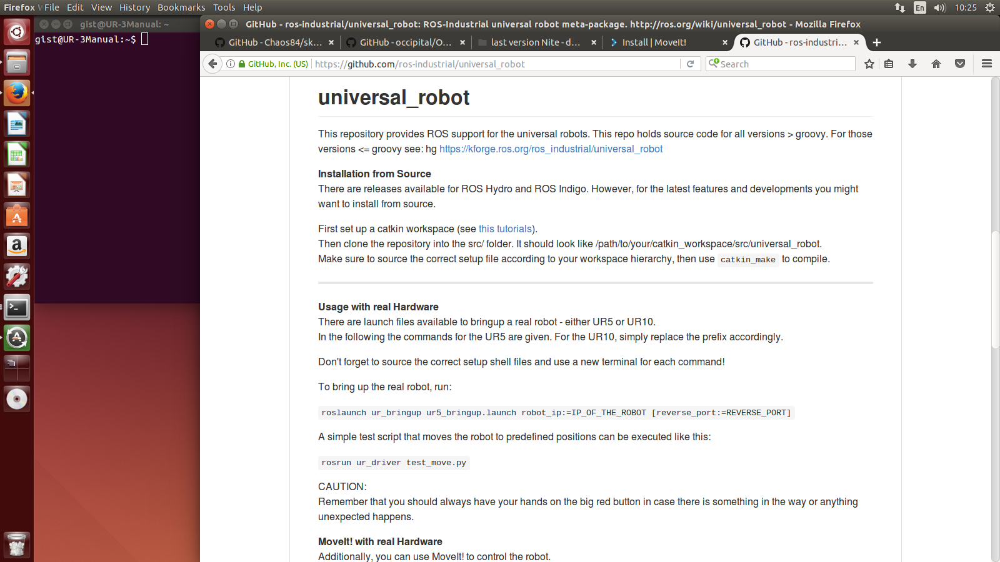 Firefox W File Edit View History Bookmarks Tools Help
En 10:25
gist@UR-3Manual: ~
gist@UR-3Manual:~$
GitHub - ros-industrial/universal_robot: ROS-Industrial universal robot meta-package. http://ros.org/wiki/universal_robot - Mozilla Firefox
GitHub - Chaos84/sk... GitHub - occipital/O... last version Nite - d... Install | MoveIt! GitHub - ros-industri...
GitHub, Inc. (US) https://github.com/ros-industrial/universal_robot Search
universal_robot
This repository provides ROS support for the universal robots. This repo holds source code for all versions > groovy. For those
versions <= groovy see: hg https://kforge.ros.org/ros_industrial/universal_robot
Installation from Source
There are releases available for ROS Hydro and ROS Indigo. However, for the latest features and developments you might
want to install from source.
First set up a catkin workspace (see this tutorials).
Then clone the repository into the src/ folder. It should look like /path/to/your/catkin_workspace/src/universal_robot.
Make sure to source the correct setup file according to your workspace hierarchy, then use catkin_make to compile.
Usage with real Hardware
There are launch files available to bringup a real robot - either UR5 or UR10.
In the following the commands for the UR5 are given. For the UR10, simply replace the prefix accordingly.
Don't forget to source the correct setup shell files and use a new terminal for each command!
To bring up the real robot, run:
roslaunch ur_bringup ur5_bringup.launch robot_ip:=IP_OF_THE_ROBOT [reverse_port:=REVERSE_PORT]
A simple test script that moves the robot to predefined positions can be executed like this:
rosrun ur_driver test_move.py
CAUTION:
Remember that you should always have your hands on the big red button in case there is something in the way or anything
unexpected happens.
MoveIt! with real Hardware
Additionally, you can use MoveIt! to control the robot.